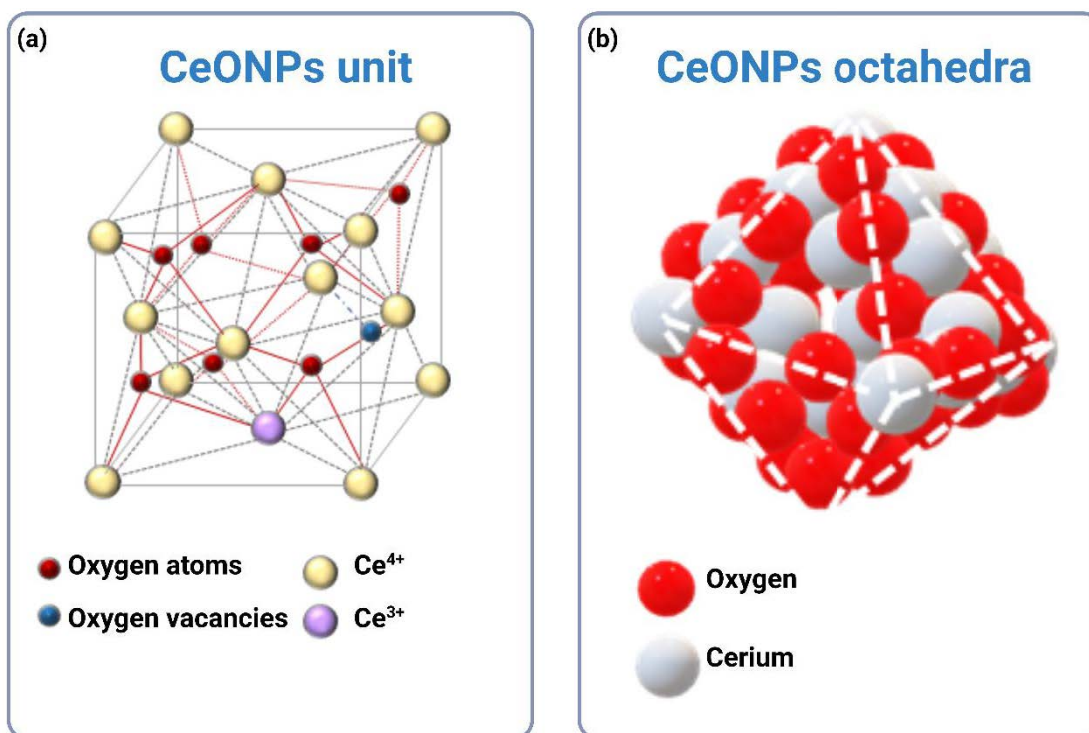 (a)
CeONPs unit
Oxygen atoms
Ce⁴⁺
Oxygen vacancies
Ce³⁺
(b)
CeONPs octahedra
Oxygen
Cerium